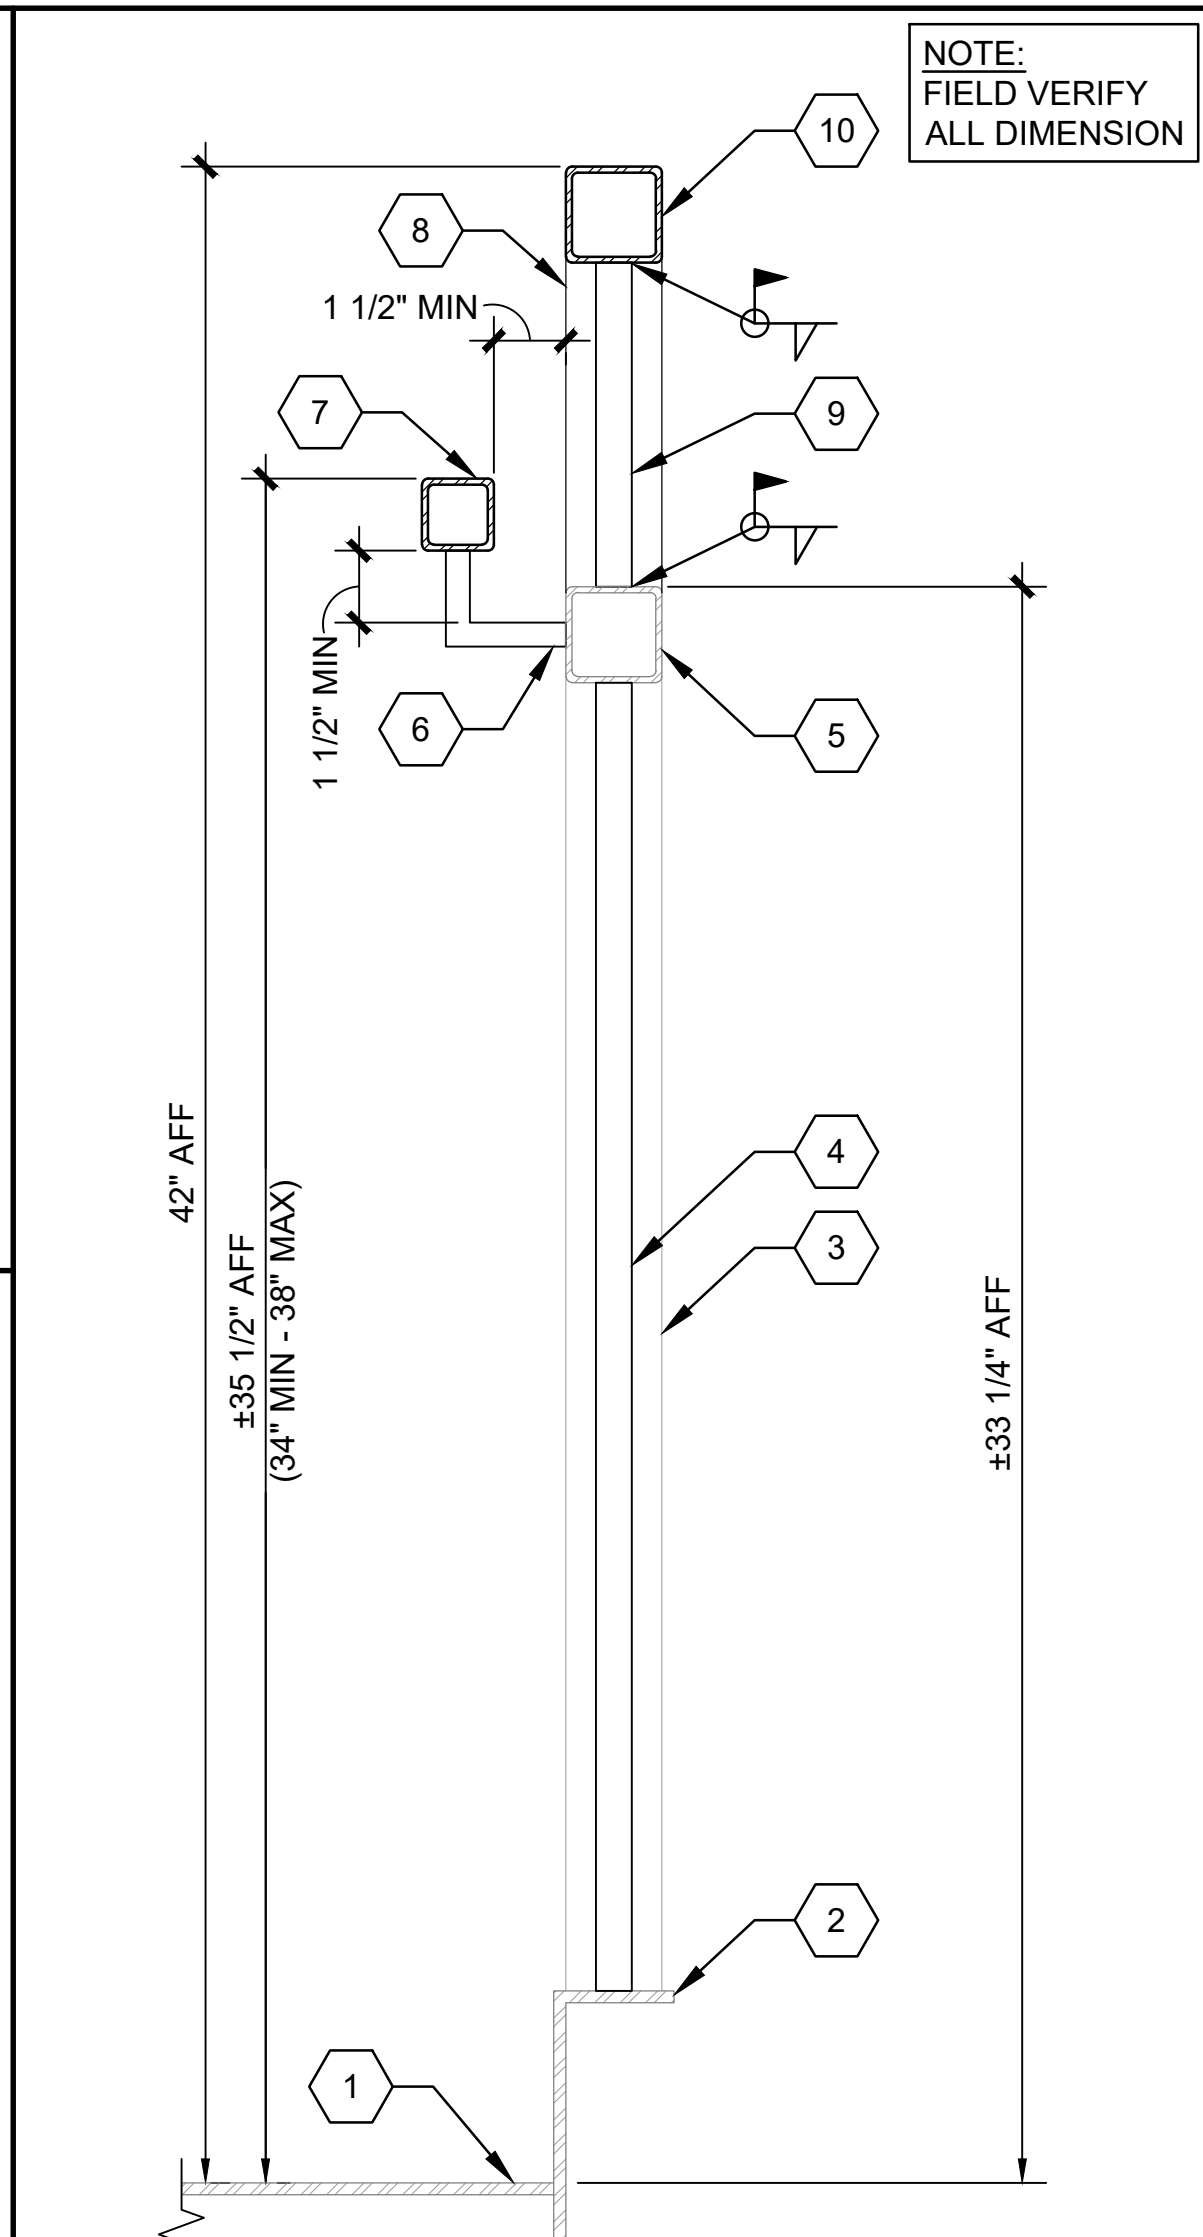 NOTE:
FIELD VERIFY
ALL DIMENSION
10
8
1 1/2" MIN
7
9
1 1/2" MIN
6
5
42" AFF
±35 1/2" AFF
(34" MIN - 38" MAX)
4
3
±33 1/4" AFF
2
1